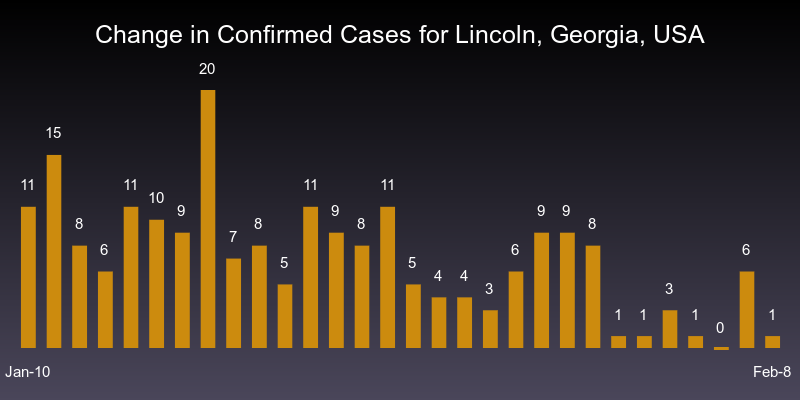 Change in Confirmed Cases for Lincoln, Georgia, USA
11 15 8 6 11 10 9 20 7 8 5 11 9 8 11 5 4 4 3 6 9 9 8 1 1 3 1 0 6 1
Jan-10 Feb-8